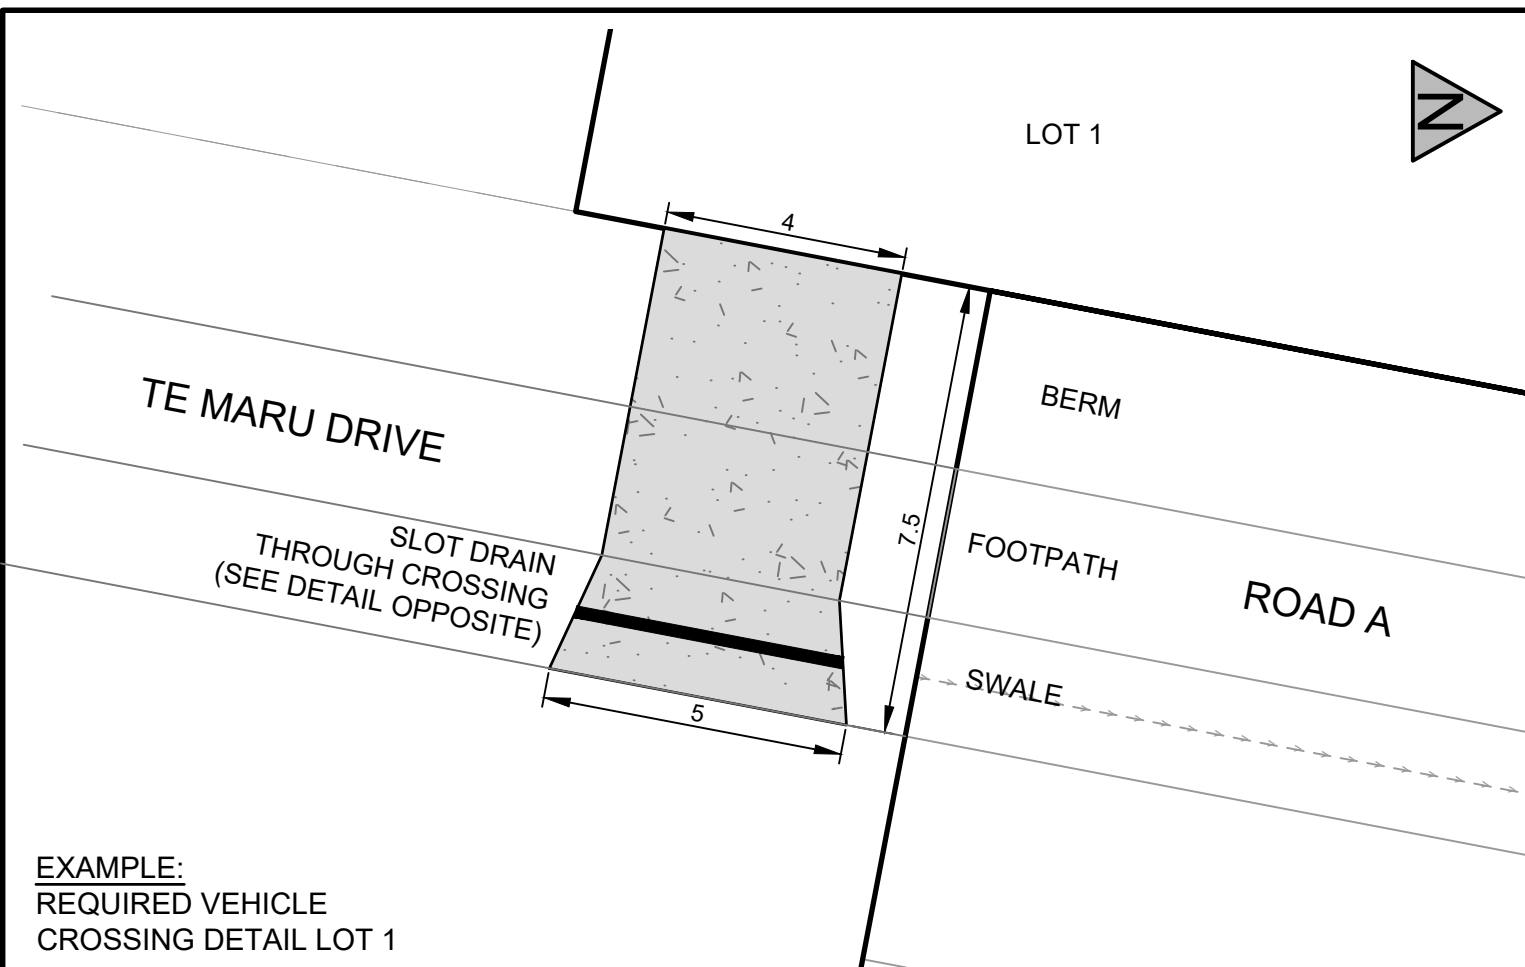 LOT 1
N
4
TE MARU DRIVE
BERM
7.5
SLOT DRAIN
THROUGH CROSSING
(SEE DETAIL OPPOSITE)
FOOTPATH
ROAD A
SWALE
5
EXAMPLE:
REQUIRED VEHICLE
CROSSING DETAIL LOT 1